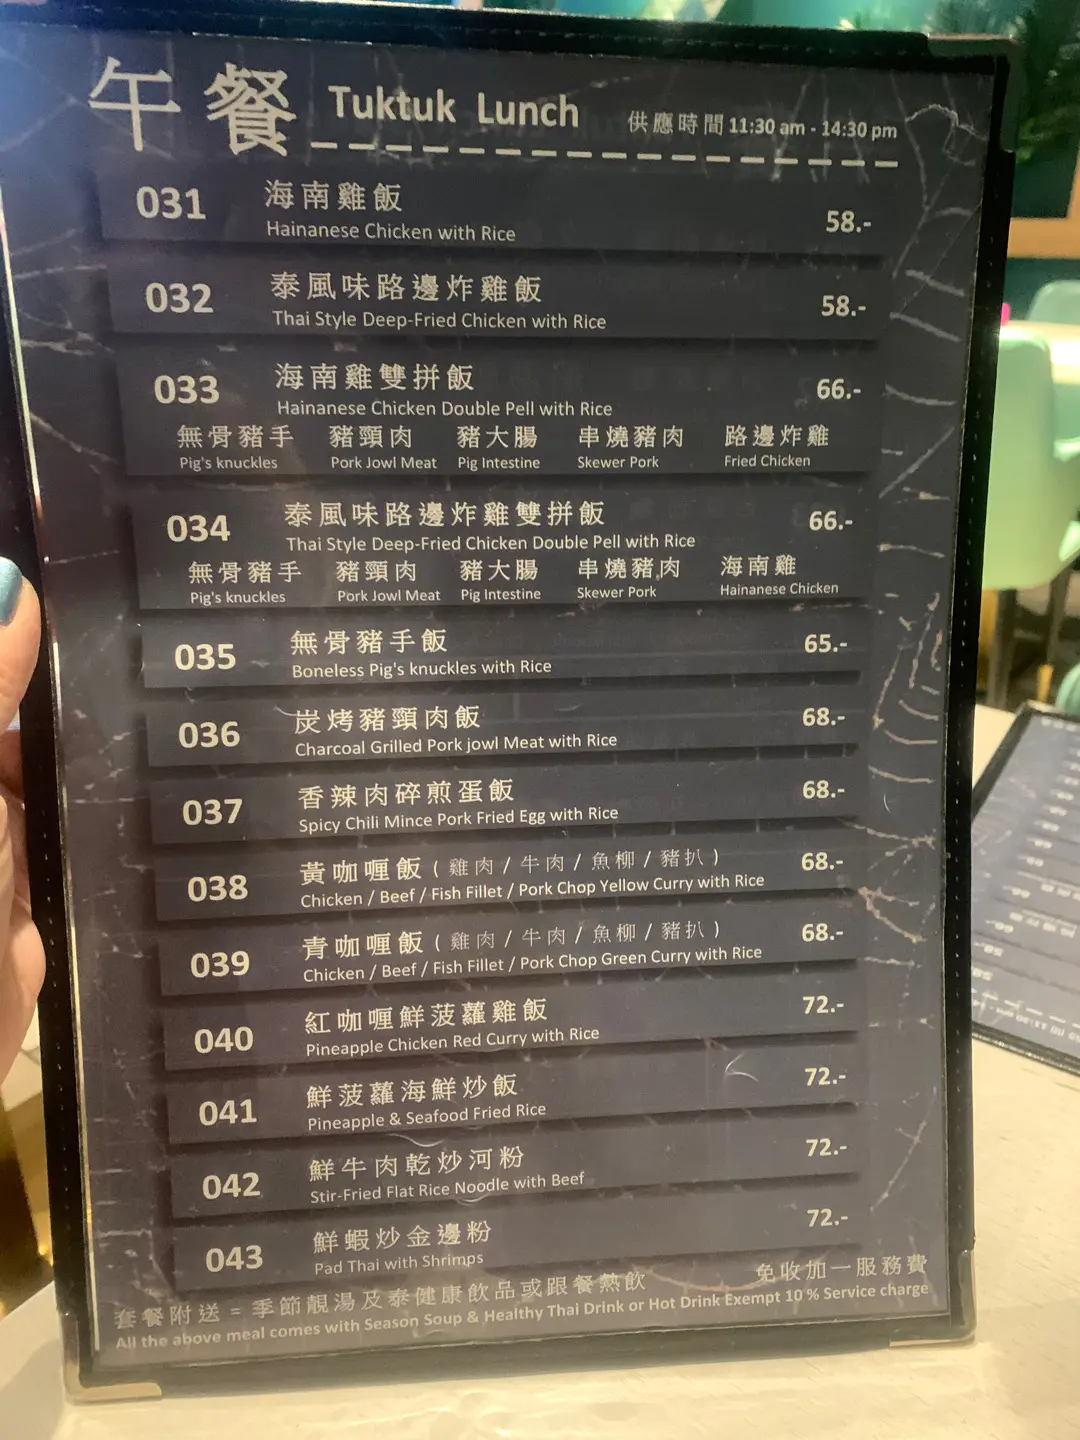 午餐 Tuktuk Lunch 供應時間 11:30 am - 14:30 pm
031 海南雞飯 58.-
Hainanese Chicken with Rice
032 泰風味路邊炸雞飯 58.-
Thai Style Deep-Fried Chicken with Rice
033 海南雞雙拼飯 66.-
Hainanese Chicken Double Pell with Rice
無骨豬手 豬頸肉 豬大腸 串燒豬肉 路邊炸雞
Pig's knuckles Pork Jowl Meat Pig Intestine Skewer Pork Fried Chicken
034 泰風味路邊炸雞雙拼飯 66.-
Thai Style Deep-Fried Chicken Double Pell with Rice
無骨豬手 豬頸肉 豬大腸 串燒豬肉 海南雞
Pig's knuckles Pork Jowl Meat Pig Intestine Skewer Pork Hainanese Chicken
035 無骨豬手飯 65.-
Boneless Pig's knuckles with Rice
036 炭烤豬頸肉飯 68.-
Charcoal Grilled Pork jowl Meat with Rice
037 香辣肉碎煎蛋飯 68.-
Spicy Chili Mince Pork Fried Egg with Rice
038 黃咖喱飯 ( 雞肉 / 牛肉 / 魚柳 / 豬扒 ) 68.-
Chicken / Beef / Fish Fillet / Pork Chop Yellow Curry with Rice
039 青咖喱飯 ( 雞肉 / 牛肉 / 魚柳 / 豬扒 ) 68.-
Chicken / Beef / Fish Fillet / Pork Chop Green Curry with Rice
040 紅咖喱鮮菠蘿雞飯 72.-
Pineapple Chicken Red Curry with Rice
041 鮮菠蘿海鮮炒飯 72.-
Pineapple & Seafood Fried Rice
042 鮮牛肉乾炒河粉 72.-
Stir-Fried Flat Rice Noodle with Beef
043 鮮蝦炒金邊粉 72.-
Pad Thai with Shrimps
套餐附送 = 季節靚湯及泰健康飲品或跟餐熱飲 免收加一服務費
All the above meal comes with Season Soup & Healthy Thai Drink or Hot Drink Exempt 10 % Service charge